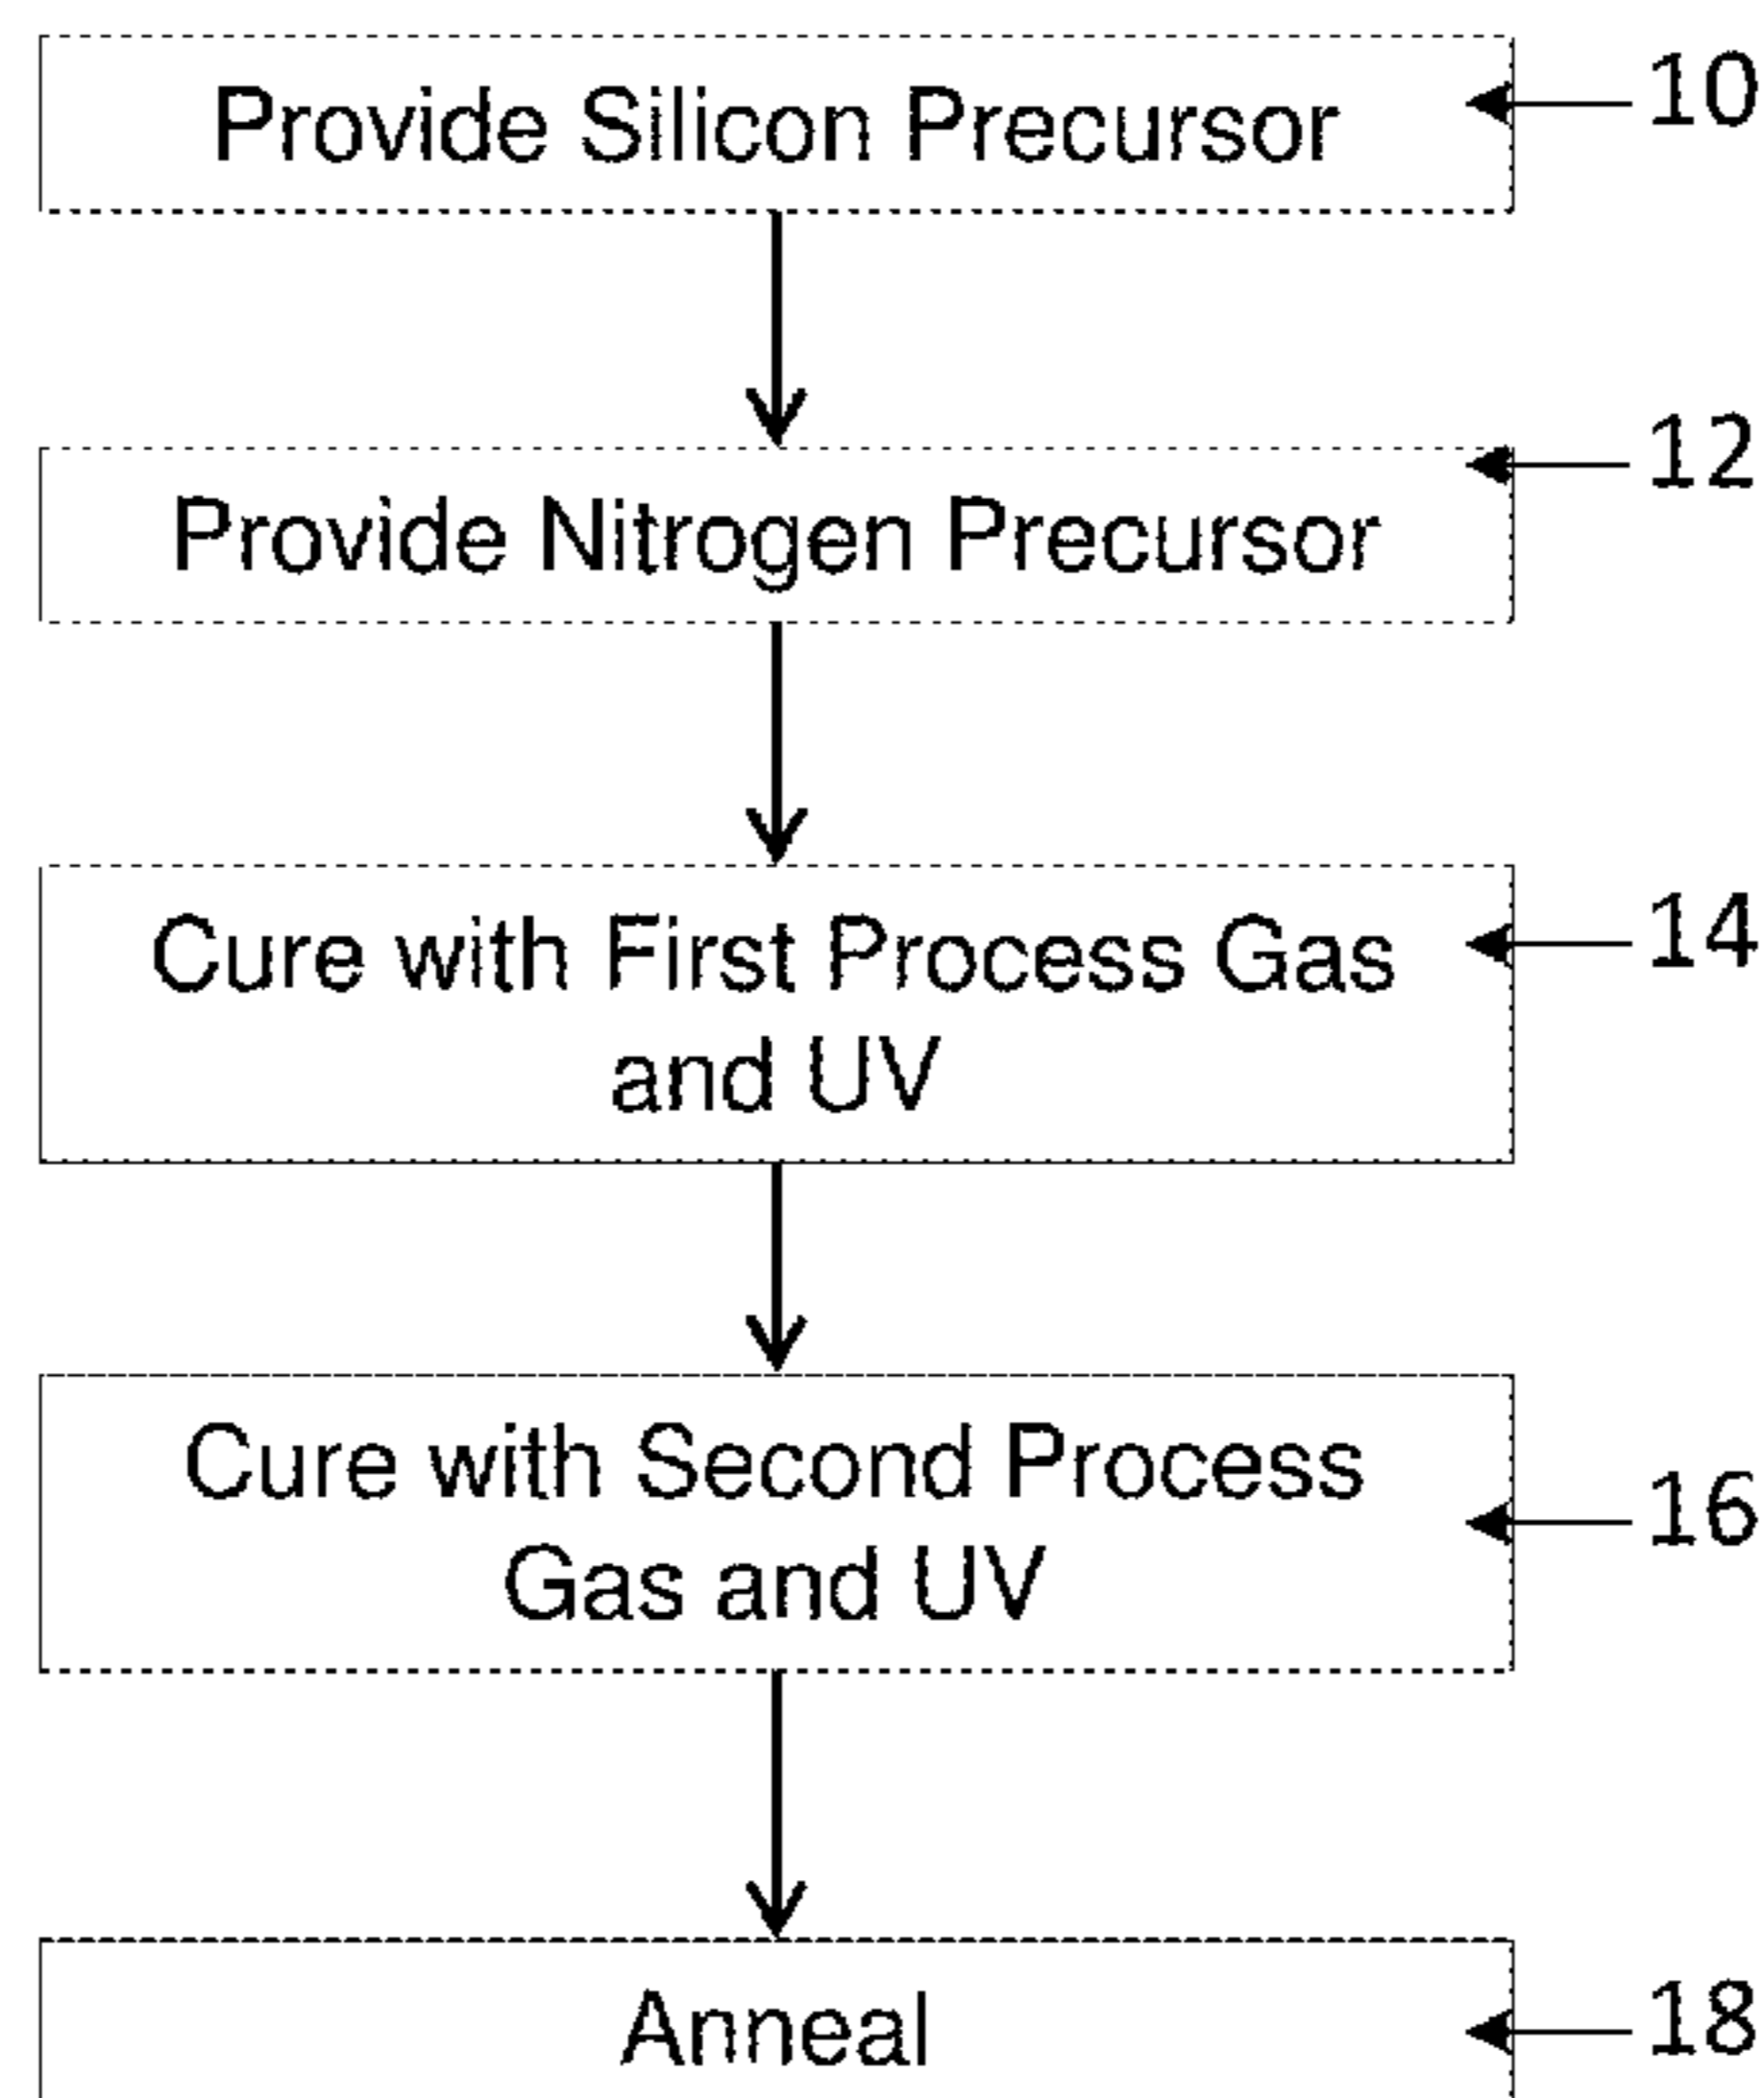 Provide Silicon Precursor
10
Provide Nitrogen Precursor
12
Cure with First Process Gas
and UV
14
Cure with Second Process
Gas and UV
16
Anneal
18